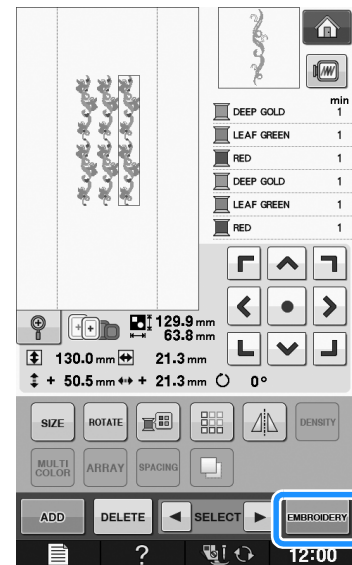 min
DEEP GOLD 1
LEAF GREEN 1
RED 1
DEEP GOLD 1
LEAF GREEN 1
RED 1
129.9 mm
63.8 mm
130.0 mm 21.3 mm
+ 50.5 mm + 21.3 mm 0°
SIZE ROTATE DENSITY
MULTI COLOR ARRAY SPACING
ADD DELETE SELECT EMBROIDERY
? 12:00